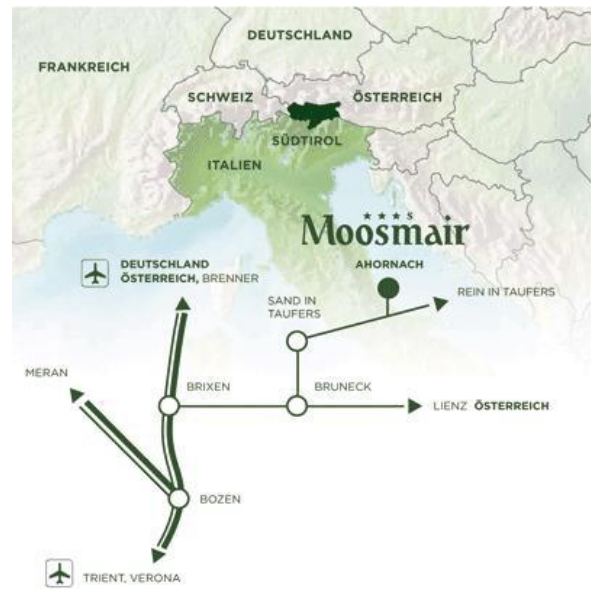 DEUTSCHLAND
FRANKREICH
SCHWEIZ
ÖSTERREICH
SÜDTIROL
ITALIEN
★★★S
Moosmair
AHORNACH
DEUTSCHLAND
ÖSTERREICH, BRENNER
SAND IN
TAUFERS
REIN IN TAUFERS
MERAN
BRIXEN
BRUNECK
LIENZ ÖSTERREICH
BOZEN
TRIENT, VERONA